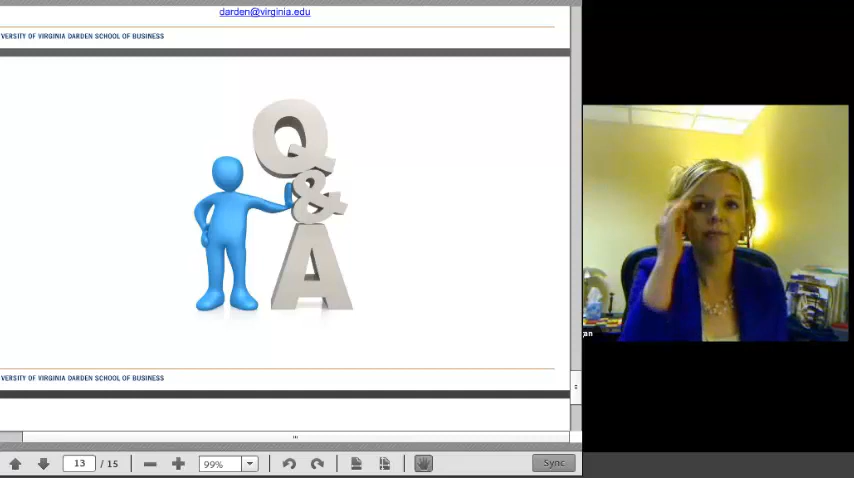 darden@virginia.edu
VERSITY OF VIRGINIA DARDEN SCHOOL OF BUSINESS
Q
&
A
VERSITY OF VIRGINIA DARDEN SCHOOL OF BUSINESS
gan
13 / 15
99%
Sync